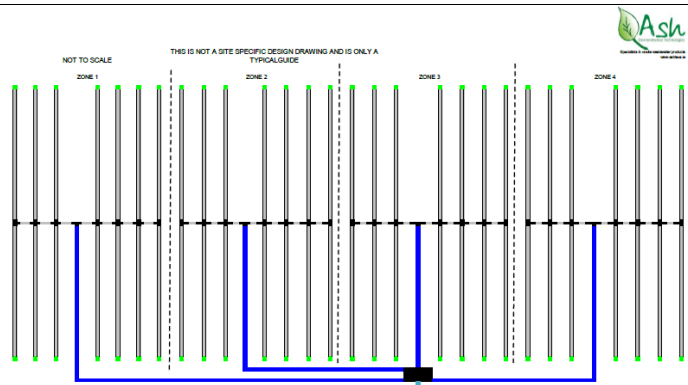 Ash
NOT TO SCALE
THIS IS NOT A SITE SPECIFIC DESIGN DRAWING AND IS ONLY A
TYPICALGUIDE
ZONE 1
ZONE 2
ZONE 3
ZONE 4